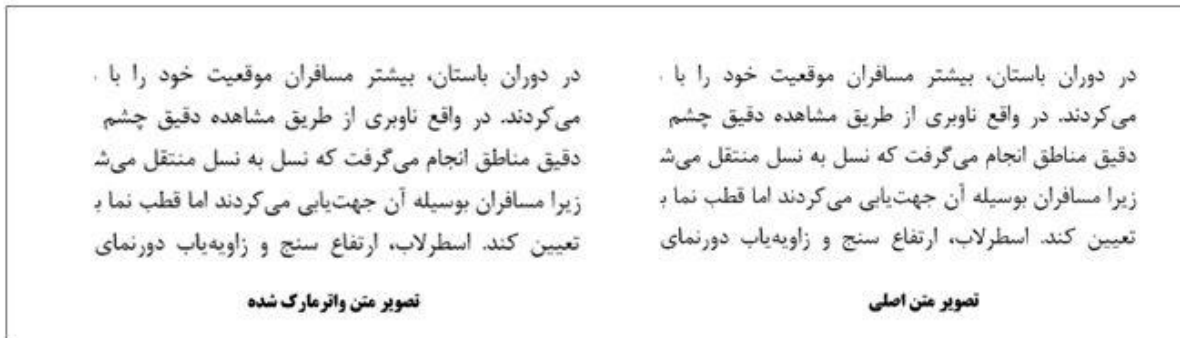 در دوران باستان، بیشتر مسافران موقعیت خود را با
می‌کردند. در واقع ناوبری از طریق مشاهده دقیق چشم
دقیق مناطق انجام می‌گرفت که نسل به نسل منتقل می‌ش
زیرا مسافران بوسیله آن جهت‌یابی می‌کردند اما قطب نما ب
تعیین کند. اسطرلاب، ارتفاع سنج و زاویه‌یاب دورنمای
تصویر متن اصلی
در دوران باستان، بیشتر مسافران موقعیت خود را با
می‌کردند. در واقع ناوبری از طریق مشاهده دقیق چشم
دقیق مناطق انجام می‌گرفت که نسل به نسل منتقل می‌ش
زیرا مسافران بوسیله آن جهت‌یابی می‌کردند اما قطب نما ب
تعیین کند. اسطرلاب، ارتفاع سنج و زاویه‌یاب دورنمای
تصویر متن واترمارک شده